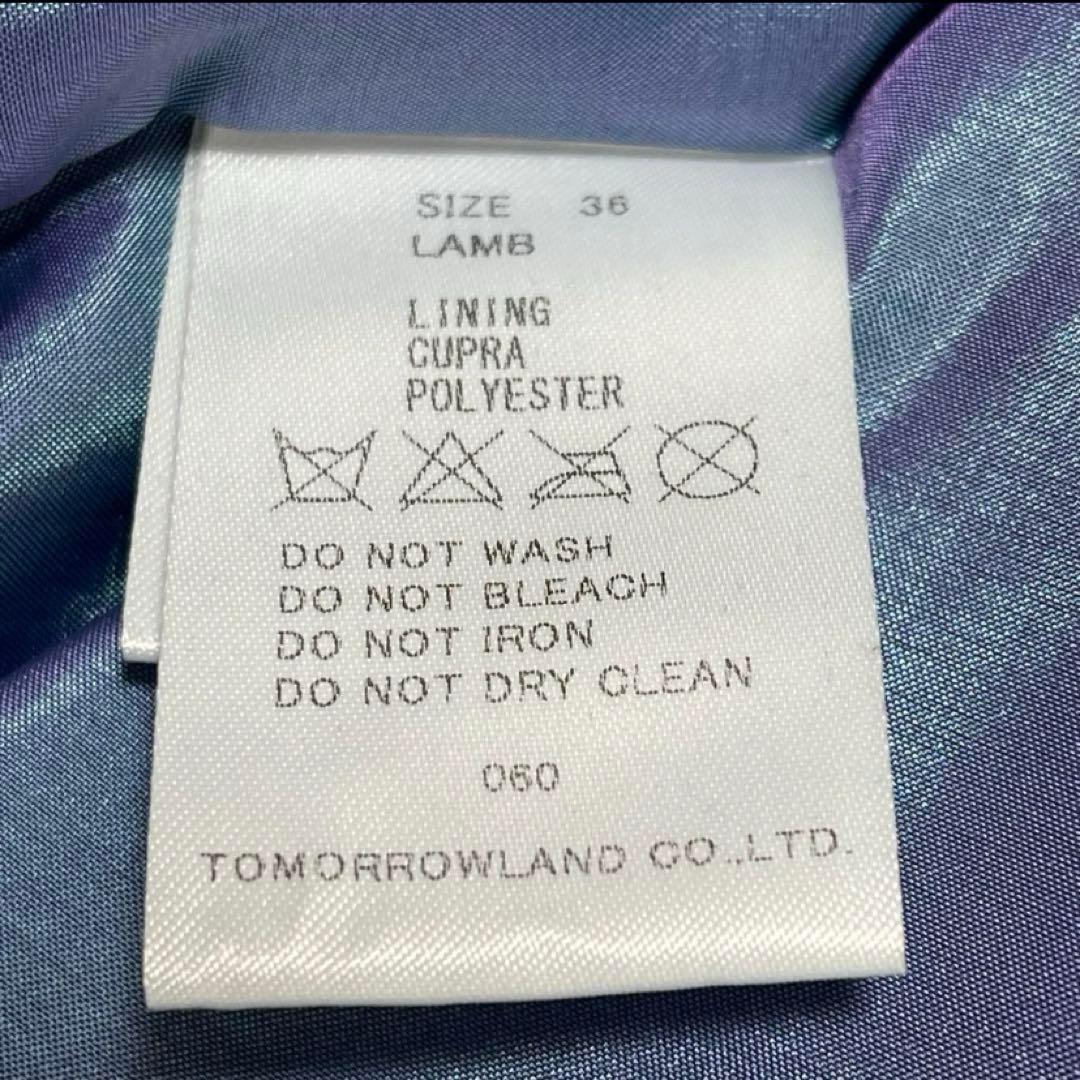 SIZE 36
LAMB
LINING
CUPRA
POLYESTER
DO NOT WASH
DO NOT BLEACH
DO NOT IRON
DO NOT DRY CLEAN
060
TOMORROWLAND CO.,LTD.